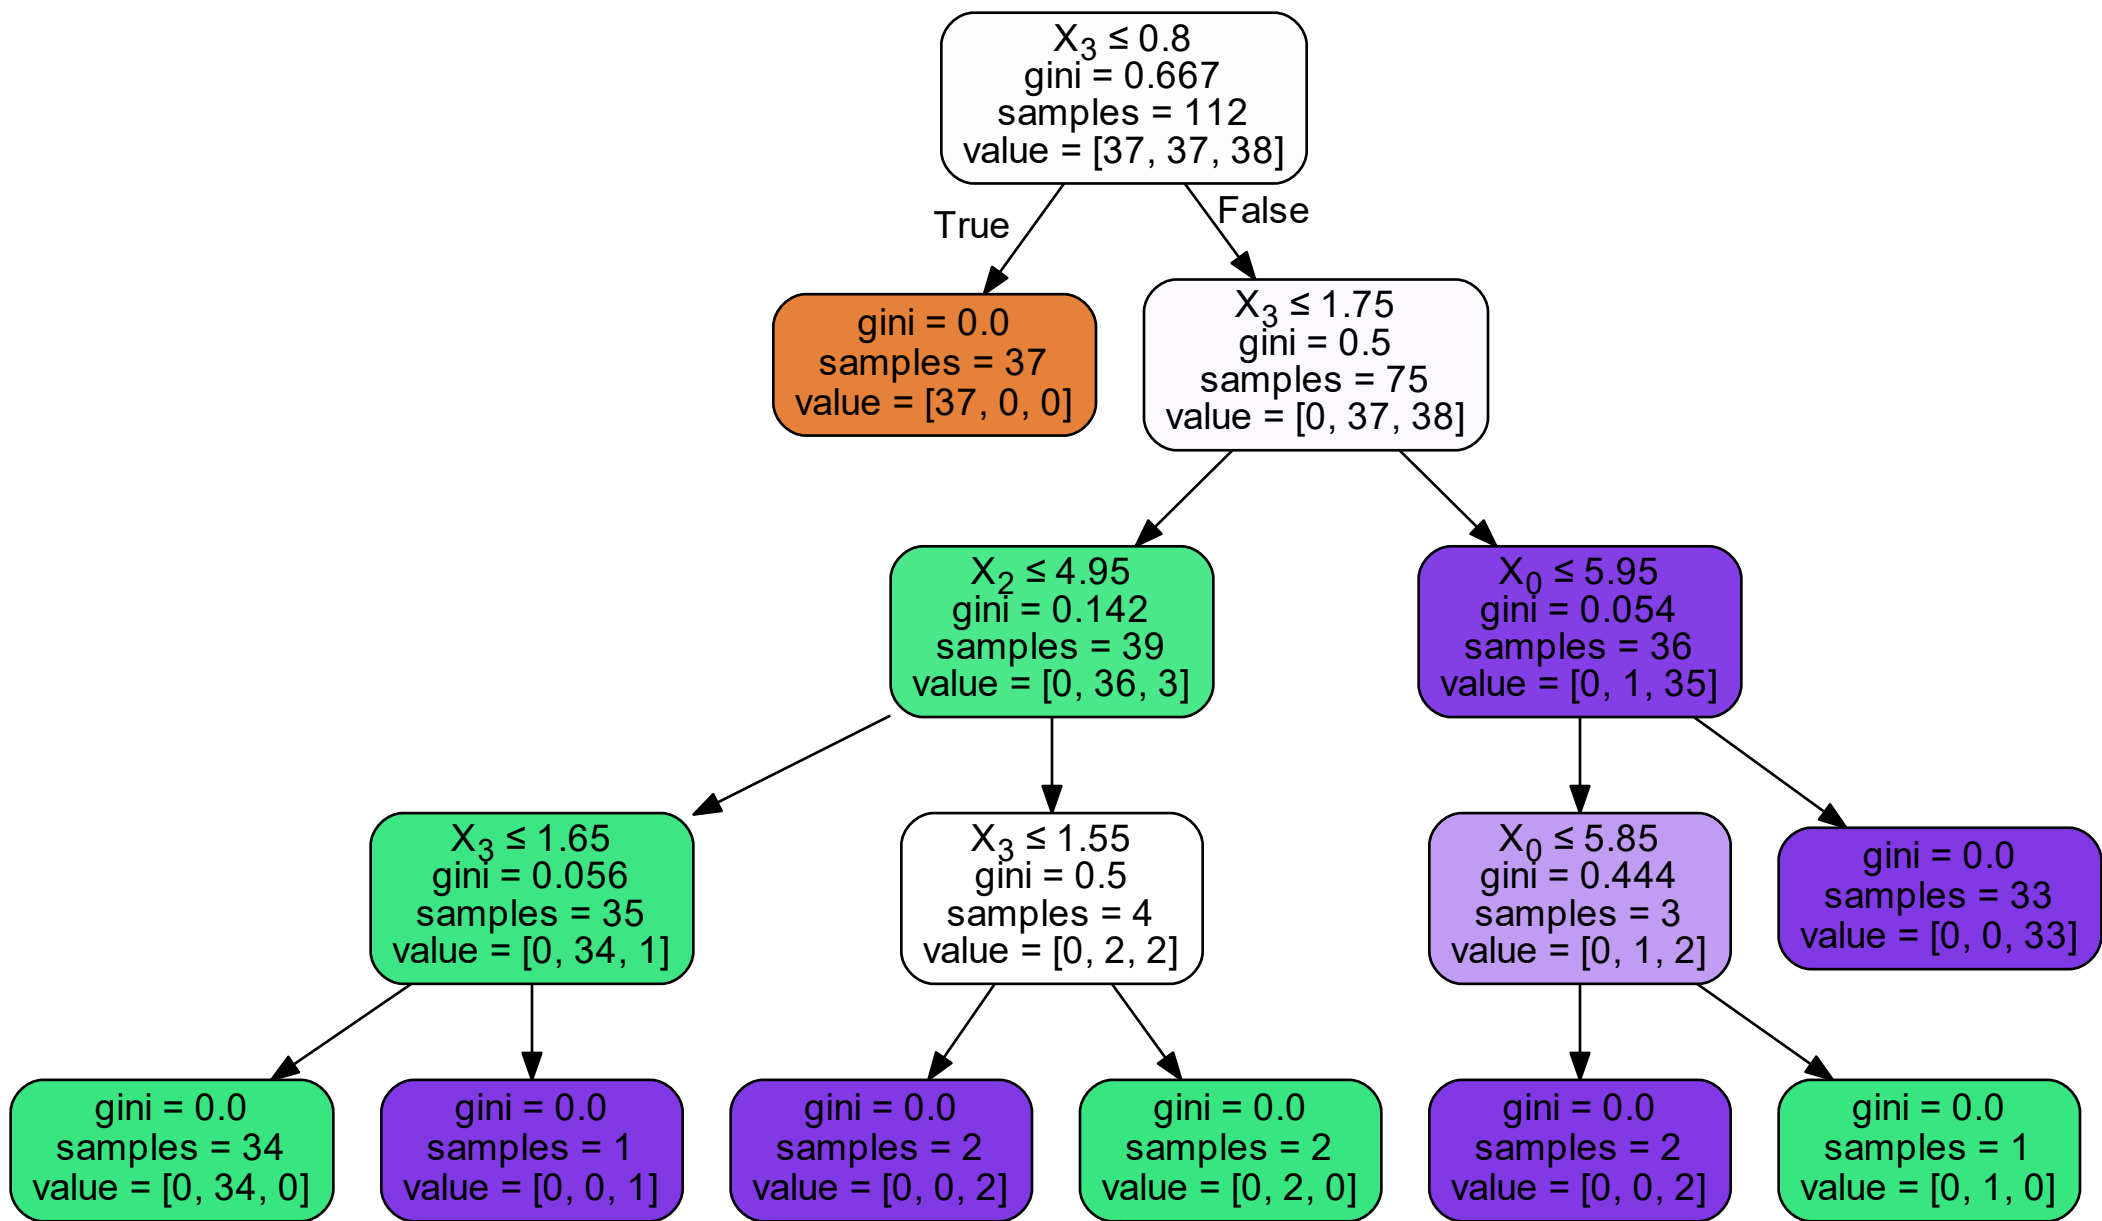 X₃ ≤ 0.8
gini = 0.667
samples = 112
value = [37, 37, 38]
True
False
gini = 0.0
samples = 37
value = [37, 0, 0]
X₃ ≤ 1.75
gini = 0.5
samples = 75
value = [0, 37, 38]
X₂ ≤ 4.95
gini = 0.142
samples = 39
value = [0, 36, 3]
X₀ ≤ 5.95
gini = 0.054
samples = 36
value = [0, 1, 35]
X₃ ≤ 1.65
gini = 0.056
samples = 35
value = [0, 34, 1]
X₃ ≤ 1.55
gini = 0.5
samples = 4
value = [0, 2, 2]
X₀ ≤ 5.85
gini = 0.444
samples = 3
value = [0, 1, 2]
gini = 0.0
samples = 33
value = [0, 0, 33]
gini = 0.0
samples = 34
value = [0, 34, 0]
gini = 0.0
samples = 1
value = [0, 0, 1]
gini = 0.0
samples = 2
value = [0, 0, 2]
gini = 0.0
samples = 2
value = [0, 2, 0]
gini = 0.0
samples = 2
value = [0, 0, 2]
gini = 0.0
samples = 1
value = [0, 1, 0]